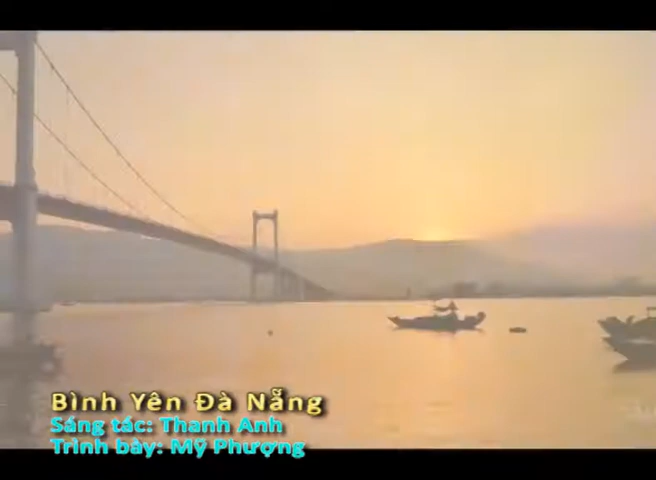 Bình Yên Đà Nẵng
Sáng tác: Thanh Anh
Trình bày: Mỹ Phượng